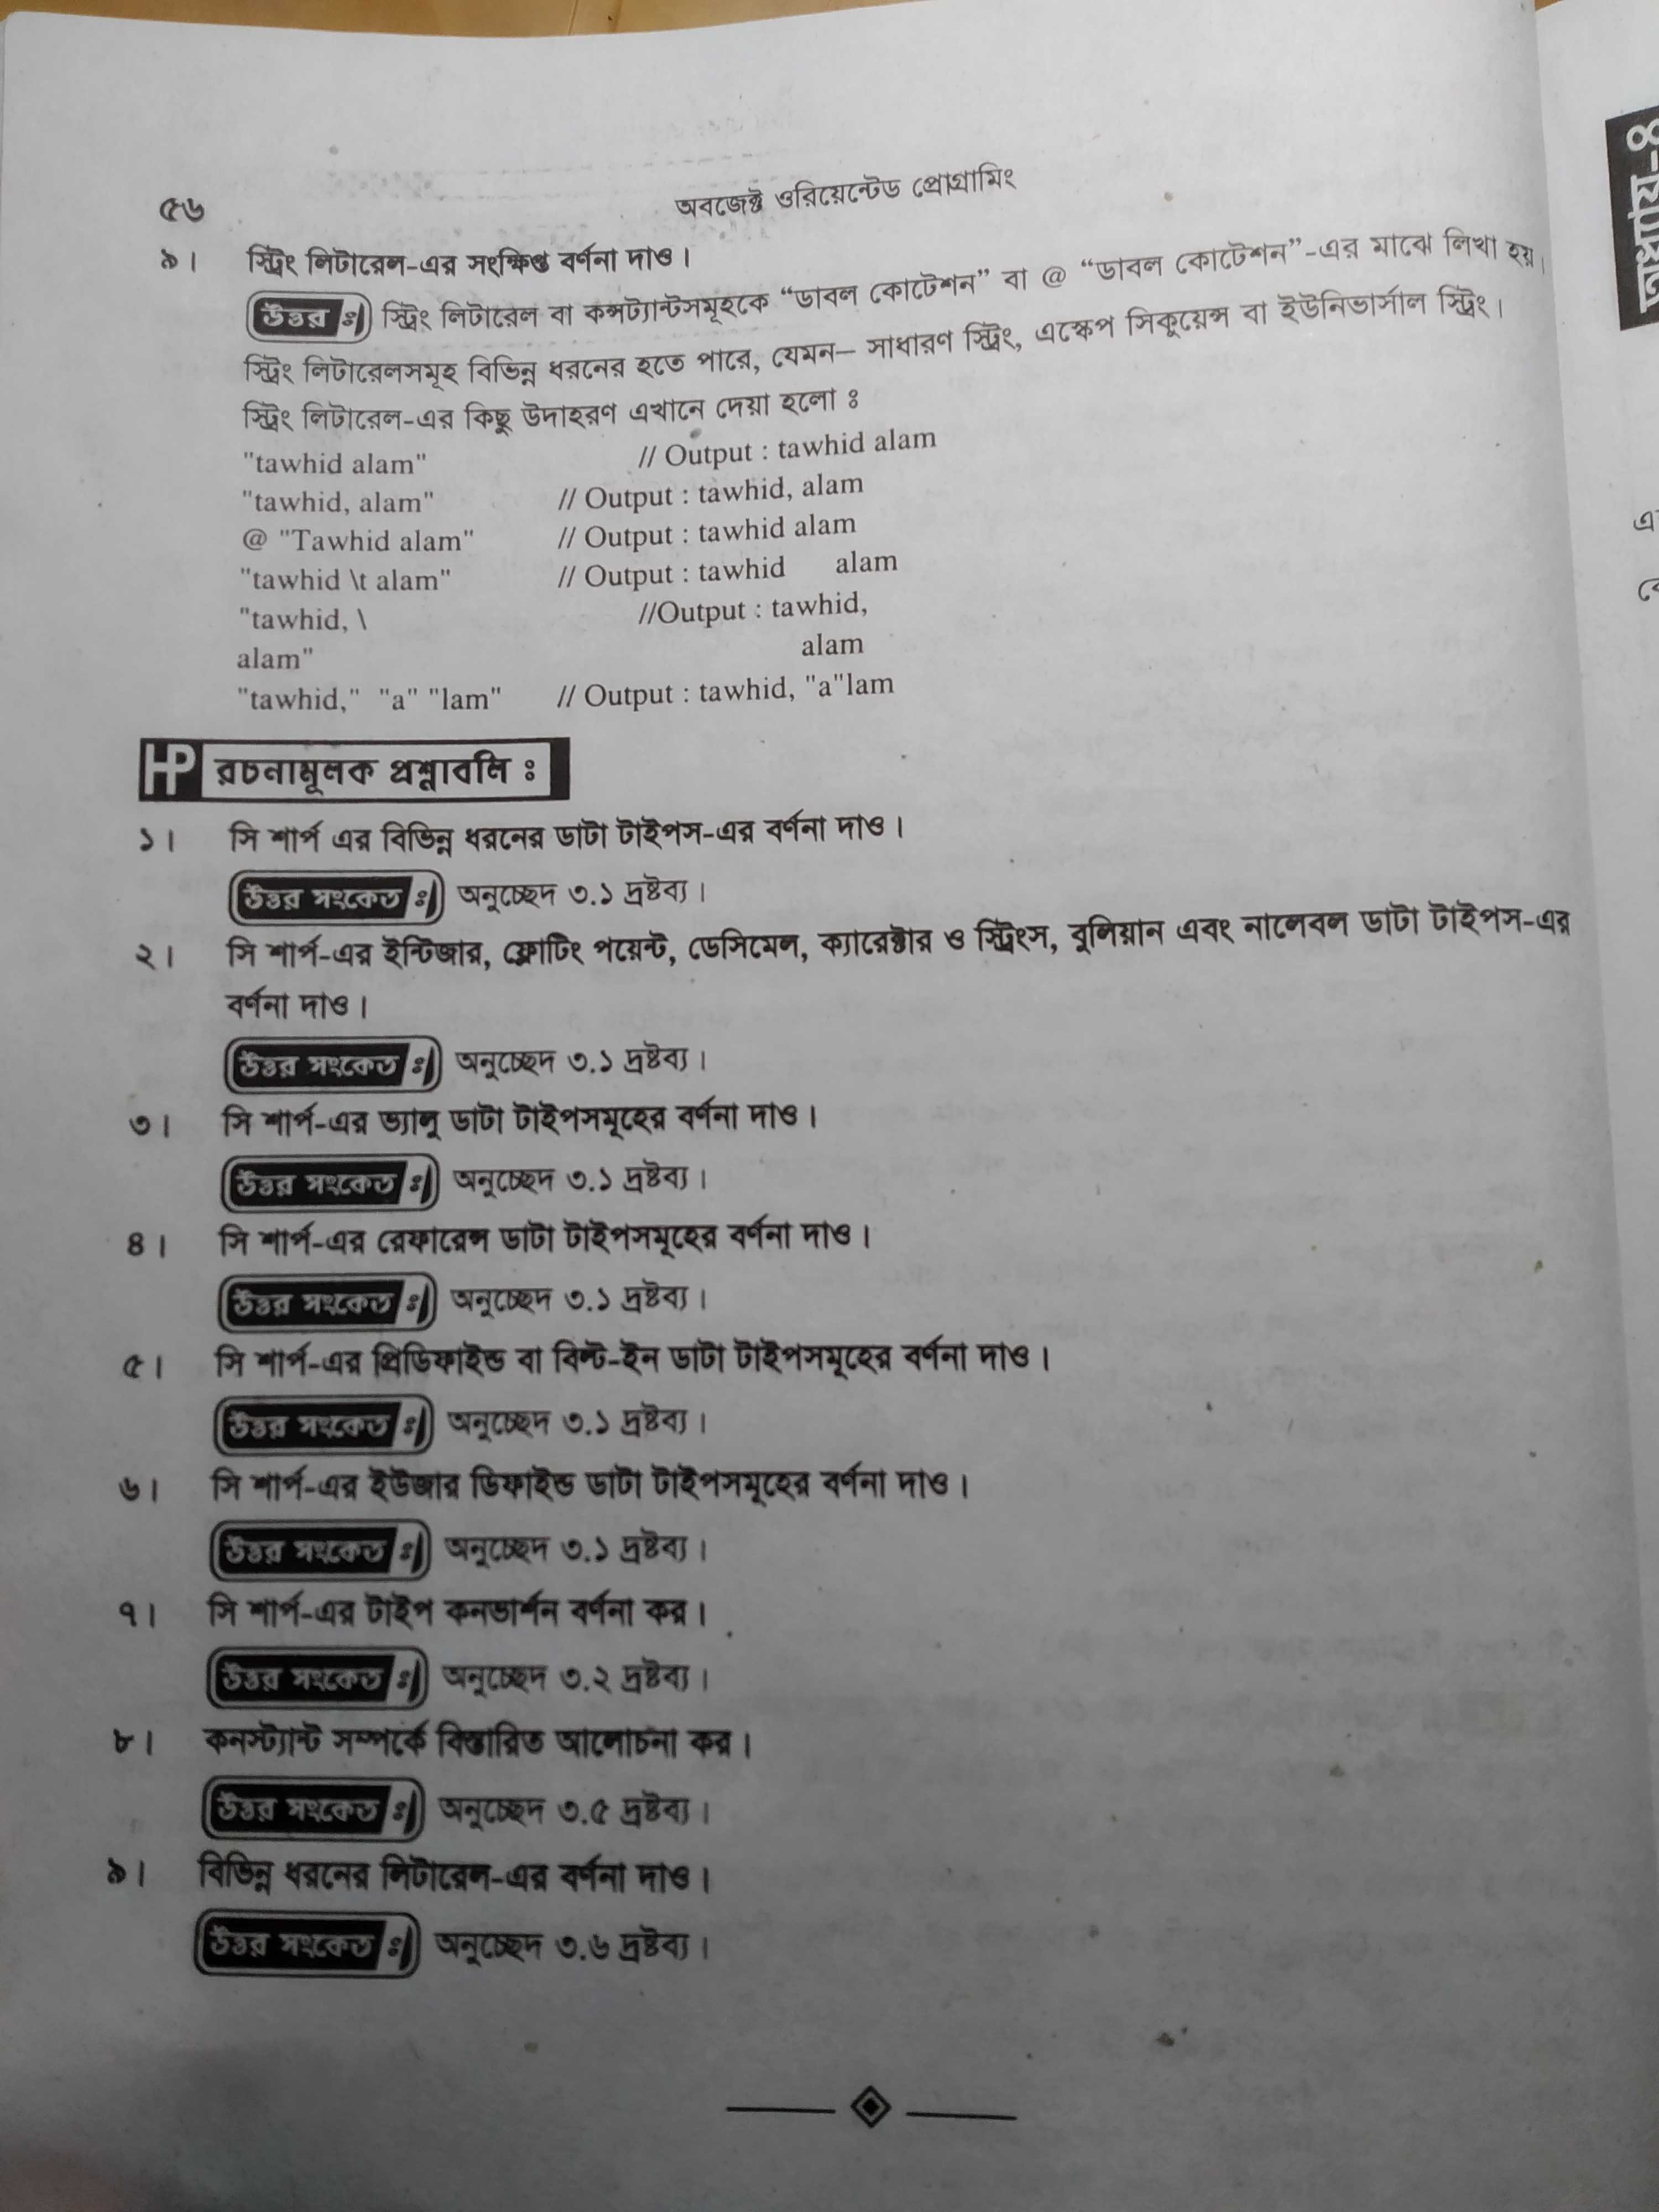 ৫৬
অবজেক্ট ওরিয়েন্টেড প্রোগ্রামিং
৯। স্ট্রিং লিটারেল-এর সংক্ষিপ্ত বর্ণনা দাও।
উত্তর ঃ স্ট্রিং লিটারেল বা কন্সট্যান্টসমূহকে “ডাবল কোটেশন” বা @ “ডাবল কোটেশন”-এর মাঝে লিখা হয়।
স্ট্রিং লিটারেলসমূহ বিভিন্ন ধরনের হতে পারে, যেমন– সাধারণ স্ট্রিং, এস্কেপ সিকুয়েন্স বা ইউনিভার্সাল স্ট্রিং।
স্ট্রিং লিটারেল-এর কিছু উদাহরণ এখানে দেয়া হলো ঃ
"tawhid alam" // Output : tawhid alam
"tawhid, alam" // Output : tawhid, alam
@ "Tawhid alam" // Output : tawhid alam
"tawhid \t alam" // Output : tawhid alam
"tawhid, \ //Output : tawhid,
alam" alam
"tawhid," "a" "lam" // Output : tawhid, "a"lam
HP রচনামূলক প্রশ্নাবলি ঃ
১। সি শার্প এর বিভিন্ন ধরনের ডাটা টাইপস-এর বর্ণনা দাও।
উত্তর সংকেত ঃ অনুচ্ছেদ ৩.১ দ্রষ্টব্য।
২। সি শার্প-এর ইন্টিজার, ফ্লোটিং পয়েন্ট, ডেসিমেল, ক্যারেক্টার ও স্ট্রিংস, বুলিয়ান এবং নালেবল ডাটা টাইপস-এর
বর্ণনা দাও।
উত্তর সংকেত ঃ অনুচ্ছেদ ৩.১ দ্রষ্টব্য।
৩। সি শার্প-এর ভ্যালু ডাটা টাইপসমূহের বর্ণনা দাও।
উত্তর সংকেত ঃ অনুচ্ছেদ ৩.১ দ্রষ্টব্য।
৪। সি শার্প-এর রেফারেন্স ডাটা টাইপসমূহের বর্ণনা দাও।
উত্তর সংকেত ঃ অনুচ্ছেদ ৩.১ দ্রষ্টব্য।
৫। সি শার্প-এর প্রিডিফাইন্ড বা বিল্ট-ইন ডাটা টাইপসমূহের বর্ণনা দাও।
উত্তর সংকেত ঃ অনুচ্ছেদ ৩.১ দ্রষ্টব্য।
৬। সি শার্প-এর ইউজার ডিফাইন্ড ডাটা টাইপসমূহের বর্ণনা দাও।
উত্তর সংকেত ঃ অনুচ্ছেদ ৩.১ দ্রষ্টব্য।
৭। সি শার্প-এর টাইপ কনভার্শন বর্ণনা কর।
উত্তর সংকেত ঃ অনুচ্ছেদ ৩.২ দ্রষ্টব্য।
৮। কনস্ট্যান্ট সম্পর্কে বিস্তারিত আলোচনা কর।
উত্তর সংকেত ঃ অনুচ্ছেদ ৩.৫ দ্রষ্টব্য।
৯। বিভিন্ন ধরনের লিটারেল-এর বর্ণনা দাও।
উত্তর সংকেত ঃ অনুচ্ছেদ ৩.৬ দ্রষ্টব্য।
অধ্যায়-৪